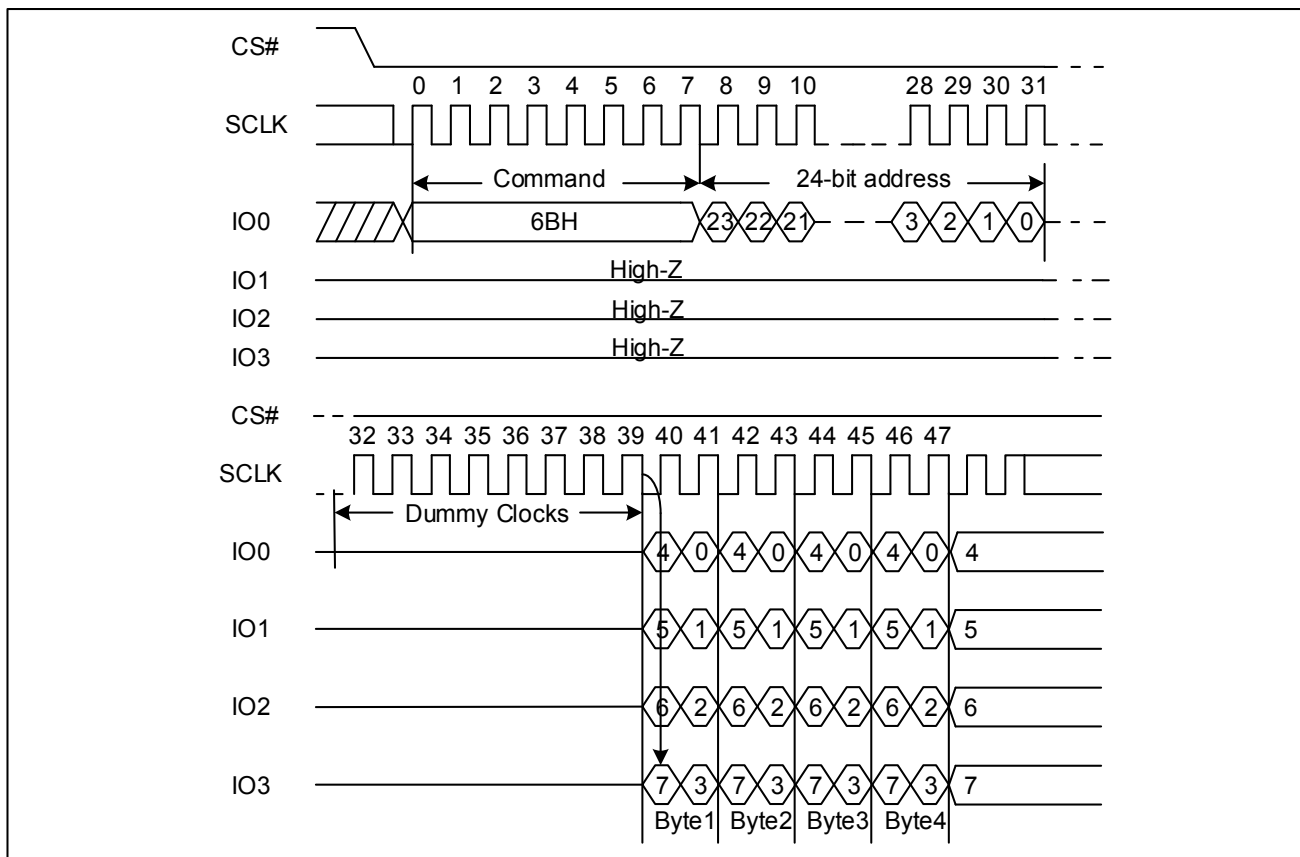 CS#
0 1 2 3 4 5 6 7 8 9 10 28 29 30 31
SCLK
Command 24-bit address
IO0 6BH 23 22 21 3 2 1 0
IO1 High-Z
IO2 High-Z
IO3 High-Z
CS#
32 33 34 35 36 37 38 39 40 41 42 43 44 45 46 47
SCLK
Dummy Clocks
IO0 4 0 4 0 4 0 4 0 4
IO1 5 1 5 1 5 1 5 1 5
IO2 6 2 6 2 6 2 6 2 6
IO3 7 3 7 3 7 3 7 3 7
Byte1 Byte2 Byte3 Byte4